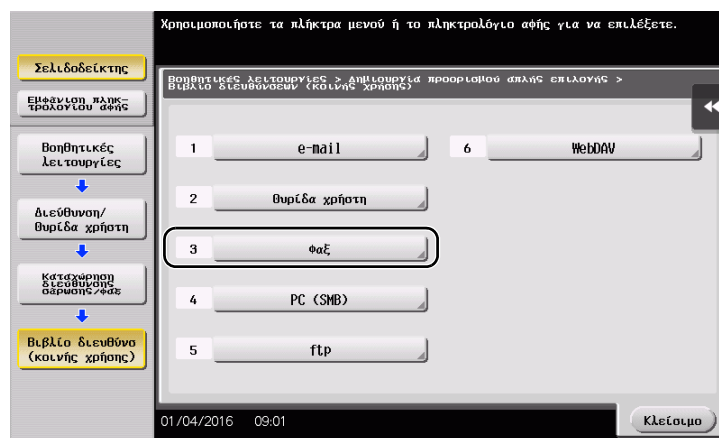 Χρησιμοποιήστε τα πλήκτρα μενού ή το πληκτρολόγιο αφής για να επιλέξετε.
Σελιδοδείκτης
Εμφάνιση πληκ-
τρολογίου αφής
Βοηθητικές λειτουργίες > Δημιουργία προορισμού απλής επιλογής >
Βιβλίο διευθύνσεων (κοινής χρήσης)
Βοηθητικές
λειτουργίες
Διεύθυνση/
Θυρίδα χρήστη
Καταχώρηση
διεύθυνσης
σάρωσης/φαξ
Βιβλίο διευθύνσ
(κοινής χρήσης)
1 e-mail
6 WebDAV
2 Θυρίδα χρήστη
3 Φαξ
4 PC (SMB)
5 ftp
01/04/2016 09:01
Κλείσιμο